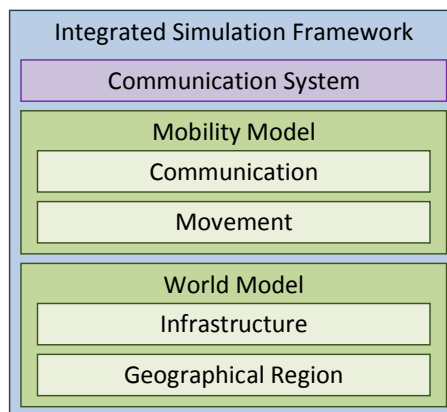 Integrated Simulation Framework
Communication System
Mobility Model
Communication
Movement
World Model
Infrastructure
Geographical Region